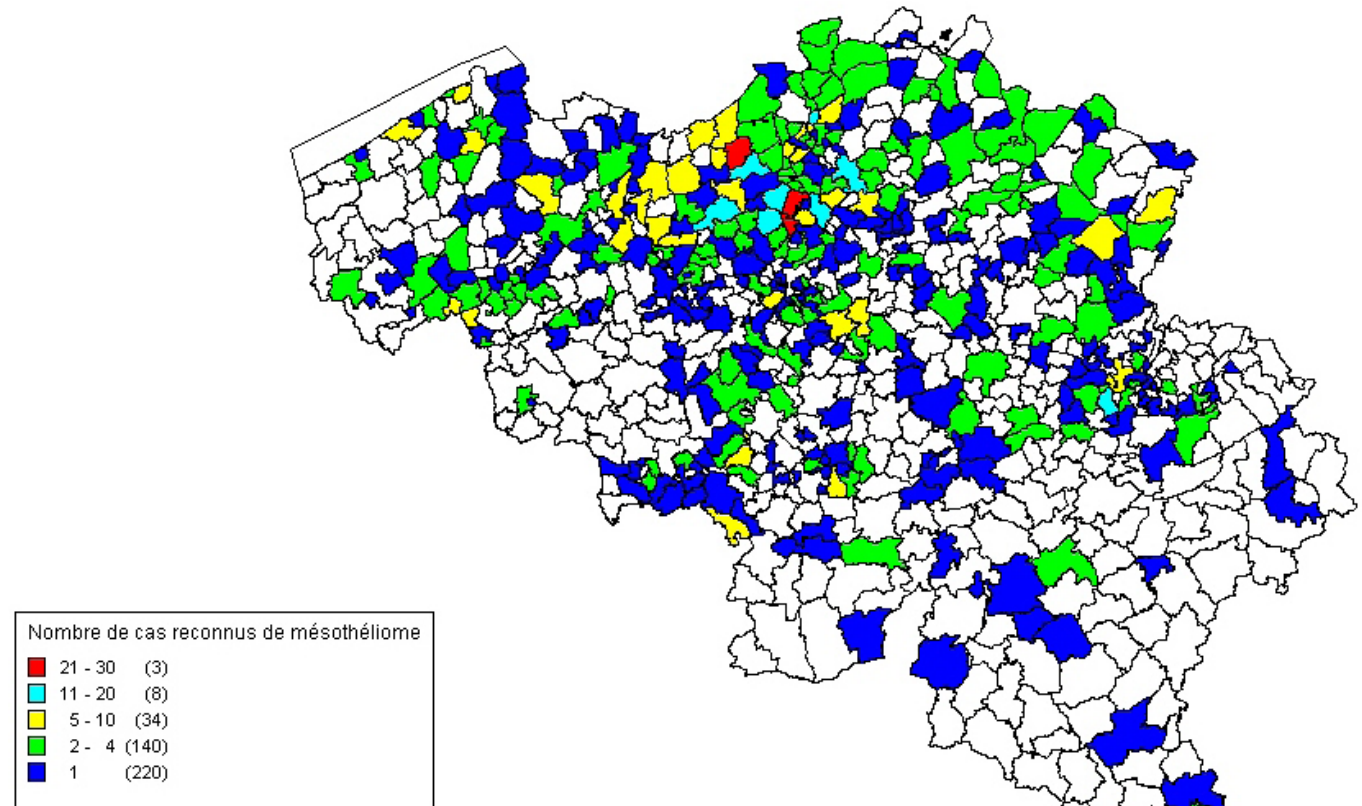 Nombre de cas reconnus de mésothéliome
21 - 30 (3)
11 - 20 (8)
5 - 10 (34)
2 - 4 (140)
1 (220)